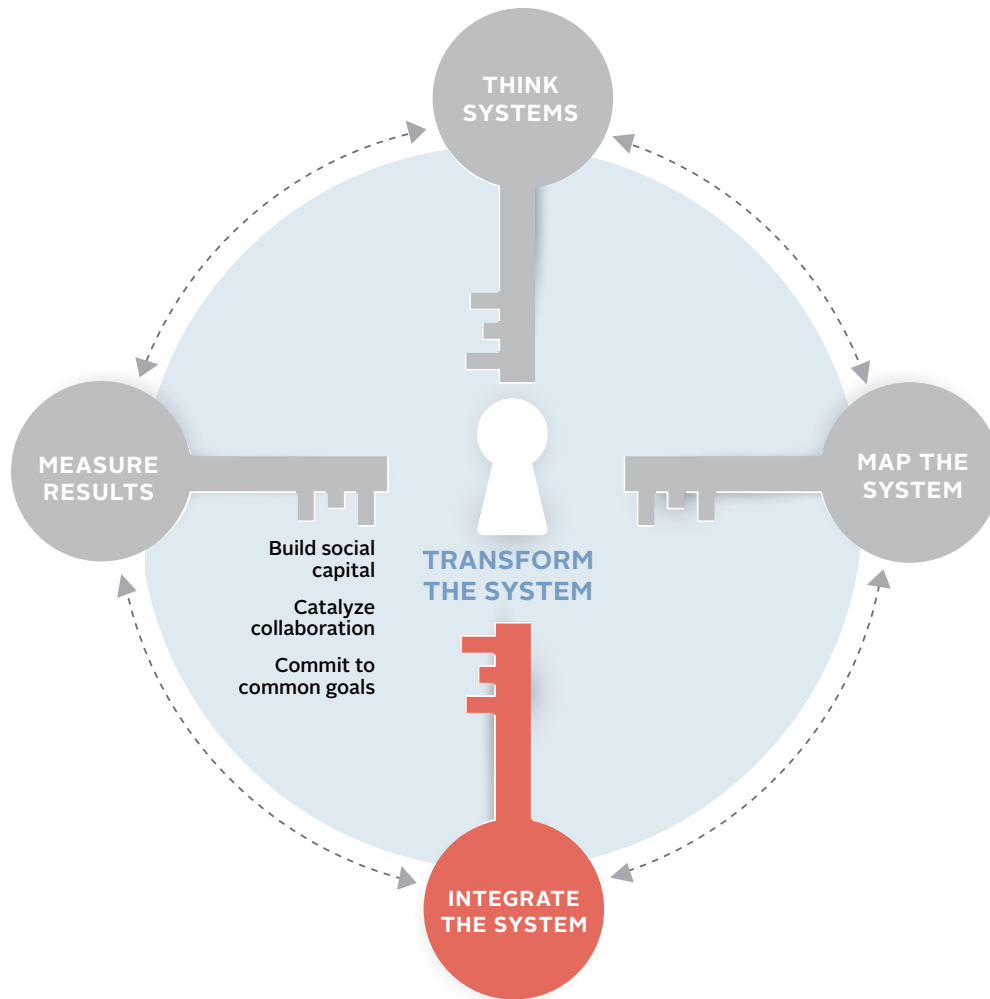 THINK
SYSTEMS
MEASURE
RESULTS
MAP THE
SYSTEM
Build social
capital
Catalyze
collaboration
Commit to
common goals
TRANSFORM
THE SYSTEM
INTEGRATE
THE SYSTEM